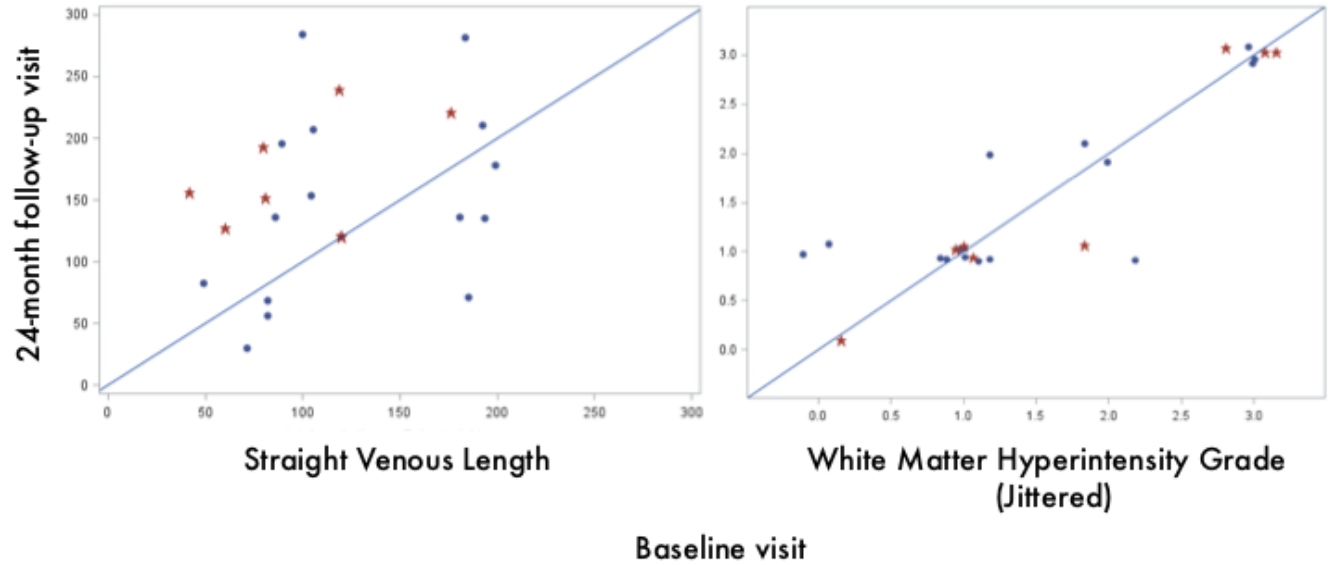 24-month follow-up visit
300
250
200
150
100
50
0
0 50 100 150 200 250 300
Straight Venous Length
3.0
2.5
2.0
1.5
1.0
0.5
0.0
0.0 0.5 1.0 1.5 2.0 2.5 3.0
White Matter Hyperintensity Grade
(Jittered)
Baseline visit